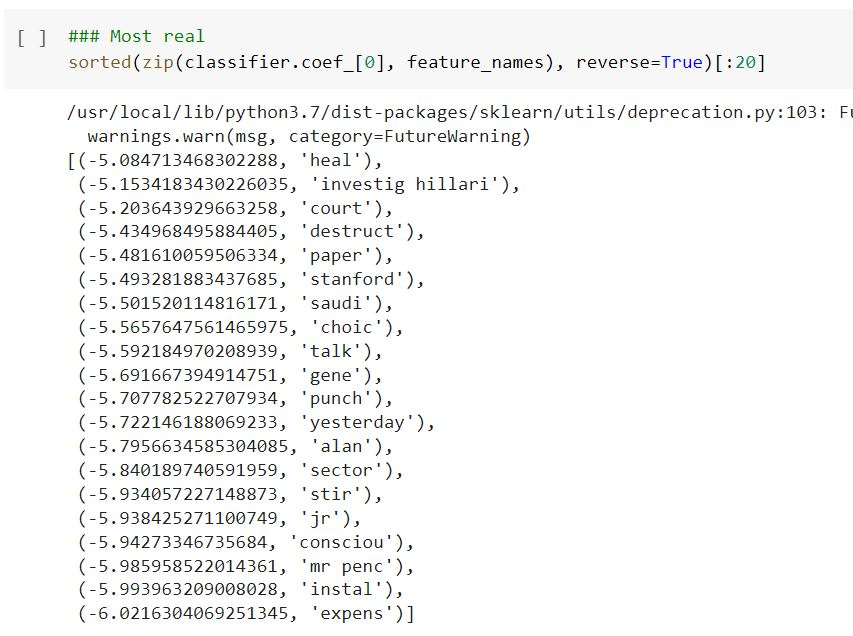 [ ] ### Most real
sorted(zip(classifier.coef_[0], feature_names), reverse=True)[:20]
/usr/local/lib/python3.7/dist-packages/sklearn/utils/deprecation.py:103: Fu
warnings.warn(msg, category=FutureWarning)
[(-5.084713468302288, 'heal'),
(-5.1534183430226035, 'investig hillari'),
(-5.203643929663258, 'court'),
(-5.434968495884405, 'destruct'),
(-5.481610059506334, 'paper'),
(-5.493281883437685, 'stanford'),
(-5.501520114816171, 'saudi'),
(-5.5657647561465975, 'choic'),
(-5.592184970208939, 'talk'),
(-5.691667394914751, 'gene'),
(-5.707782522707934, 'punch'),
(-5.722146188069233, 'yesterday'),
(-5.7956634585304085, 'alan'),
(-5.840189740591959, 'sector'),
(-5.934057227148873, 'stir'),
(-5.938425271100749, 'jr'),
(-5.94273346735684, 'consciou'),
(-5.985958522014361, 'mr penc'),
(-5.993963209008028, 'instal'),
(-6.0216304069251345, 'expens')]